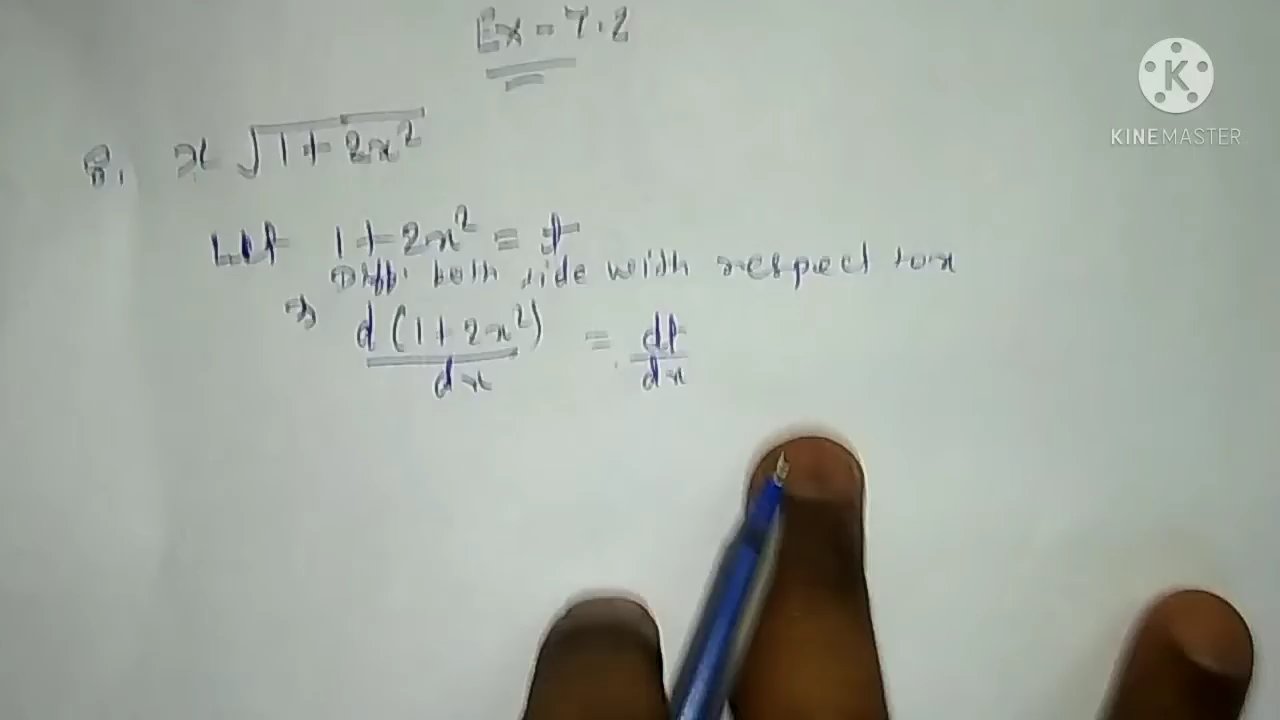 Ex - 7.2
8. x √1+2x²
Let 1+2x² = t
Diff. both side with respect to x
⇒ d(1+2x²)/dx = dt/dx
K
KINEMASTER